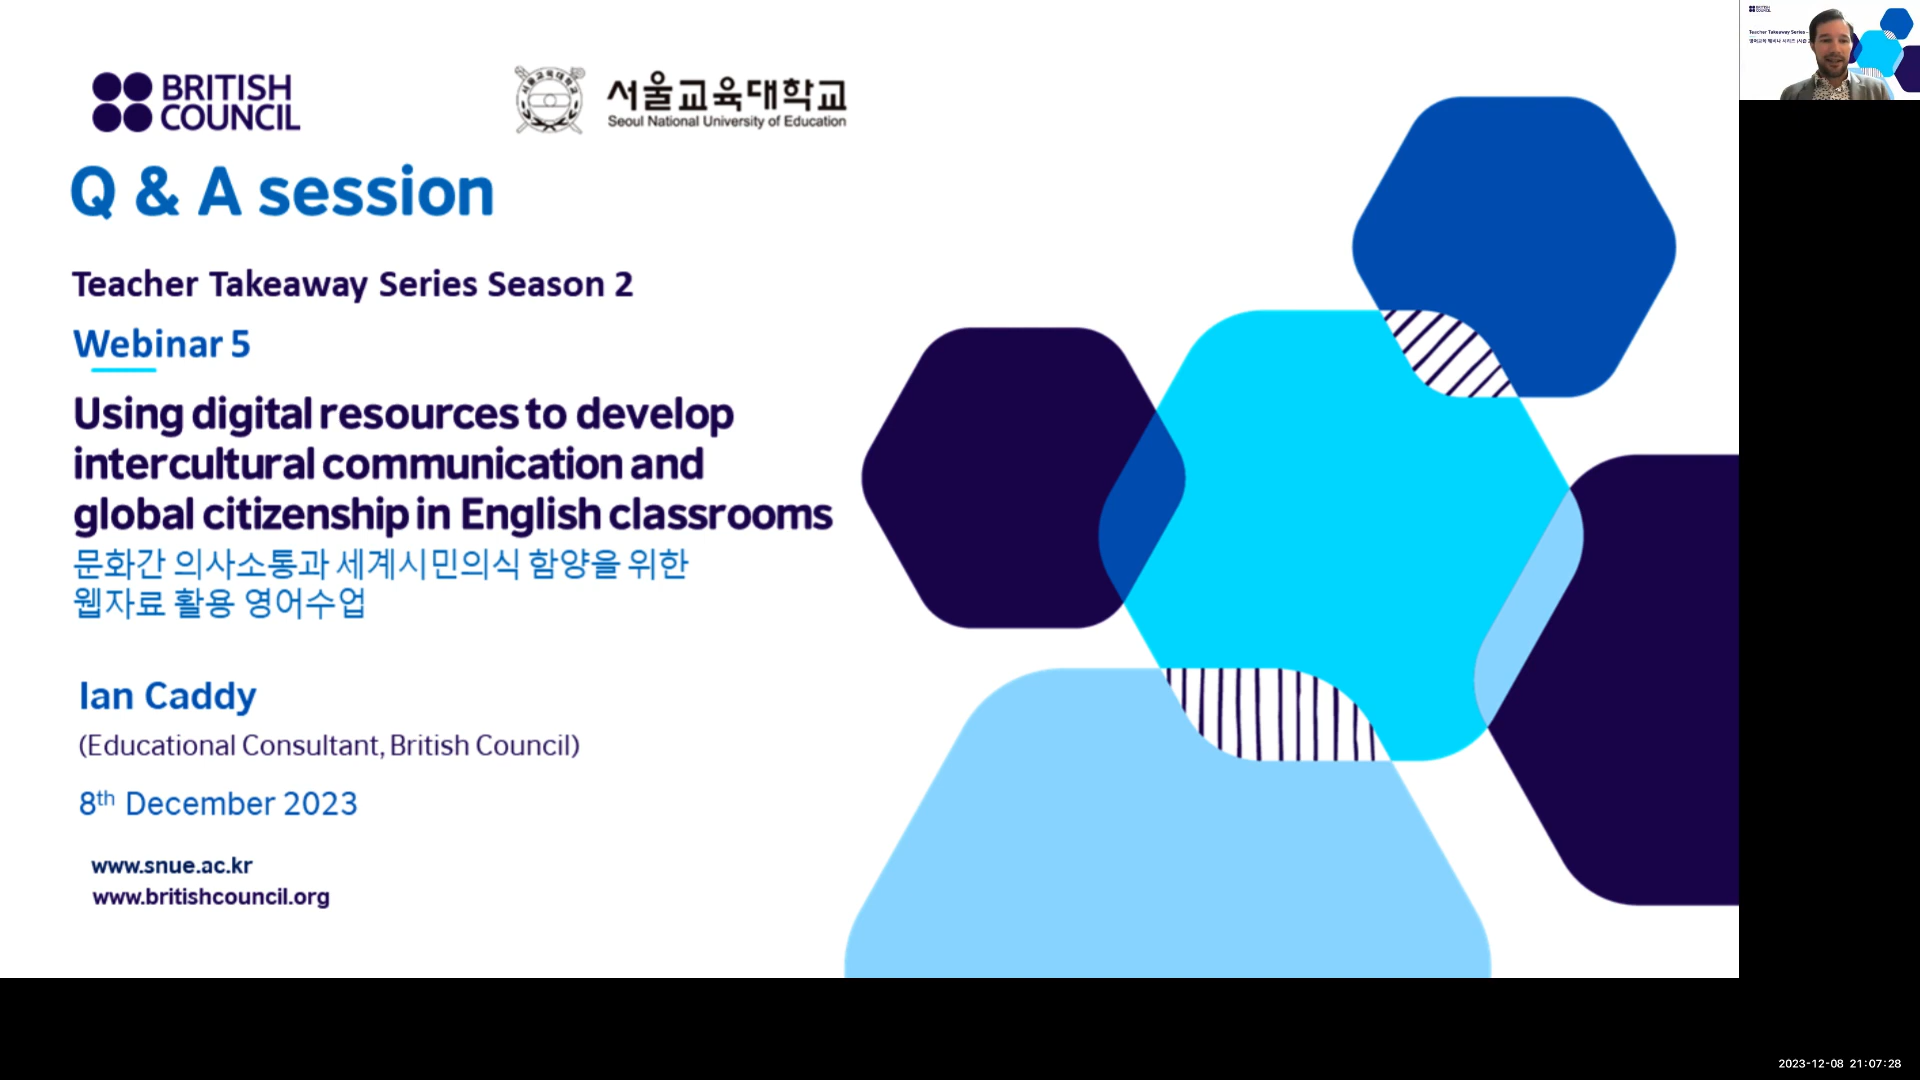 BRITISH
COUNCIL
서울교육대학교
Seoul National University of Education
Q & A session
Teacher Takeaway Series Season 2
Webinar 5
Using digital resources to develop
intercultural communication and
global citizenship in English classrooms
문화간 의사소통과 세계시민의식 함양을 위한
웹자료 활용 영어수업
Ian Caddy
(Educational Consultant, British Council)
8th December 2023
www.snue.ac.kr
www.britishcouncil.org
Teacher Takeaway Series
2023-12-08 21:07:28